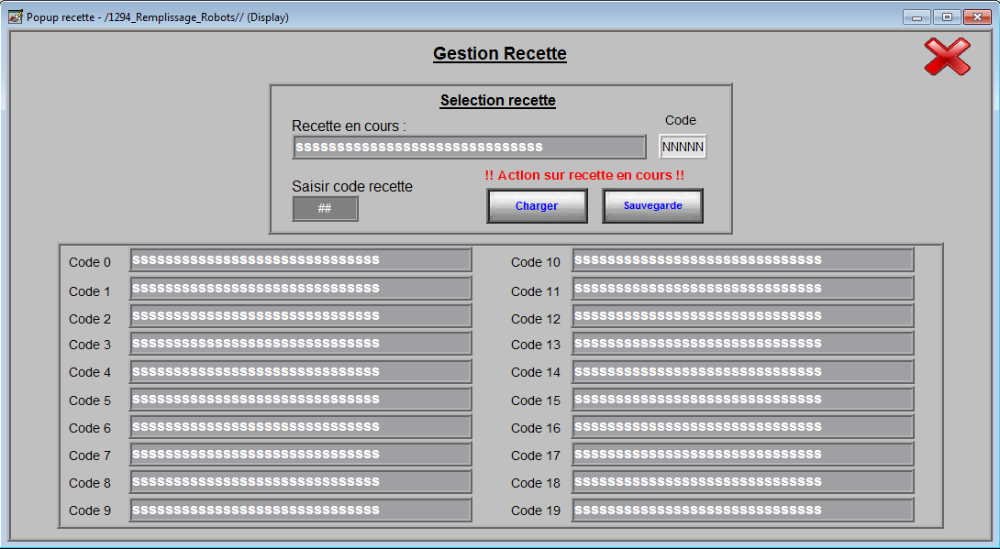 Popup recette - /1294_Remplissage_Robots// (Display)
Gestion Recette
Selection recette
Code
Recette en cours :
ssssssssssssssssssssssssssssss NNNNN
!! Action sur recette en cours !!
Saisir code recette
## Charger Sauvegarde
Code 0 ssssssssssssssssssssssssssssss Code 10 ssssssssssssssssssssssssssssss
Code 1 ssssssssssssssssssssssssssssss Code 11 ssssssssssssssssssssssssssssss
Code 2 ssssssssssssssssssssssssssssss Code 12 ssssssssssssssssssssssssssssss
Code 3 ssssssssssssssssssssssssssssss Code 13 ssssssssssssssssssssssssssssss
Code 4 ssssssssssssssssssssssssssssss Code 14 ssssssssssssssssssssssssssssss
Code 5 ssssssssssssssssssssssssssssss Code 15 ssssssssssssssssssssssssssssss
Code 6 ssssssssssssssssssssssssssssss Code 16 ssssssssssssssssssssssssssssss
Code 7 ssssssssssssssssssssssssssssss Code 17 ssssssssssssssssssssssssssssss
Code 8 ssssssssssssssssssssssssssssss Code 18 ssssssssssssssssssssssssssssss
Code 9 ssssssssssssssssssssssssssssss Code 19 ssssssssssssssssssssssssssssss